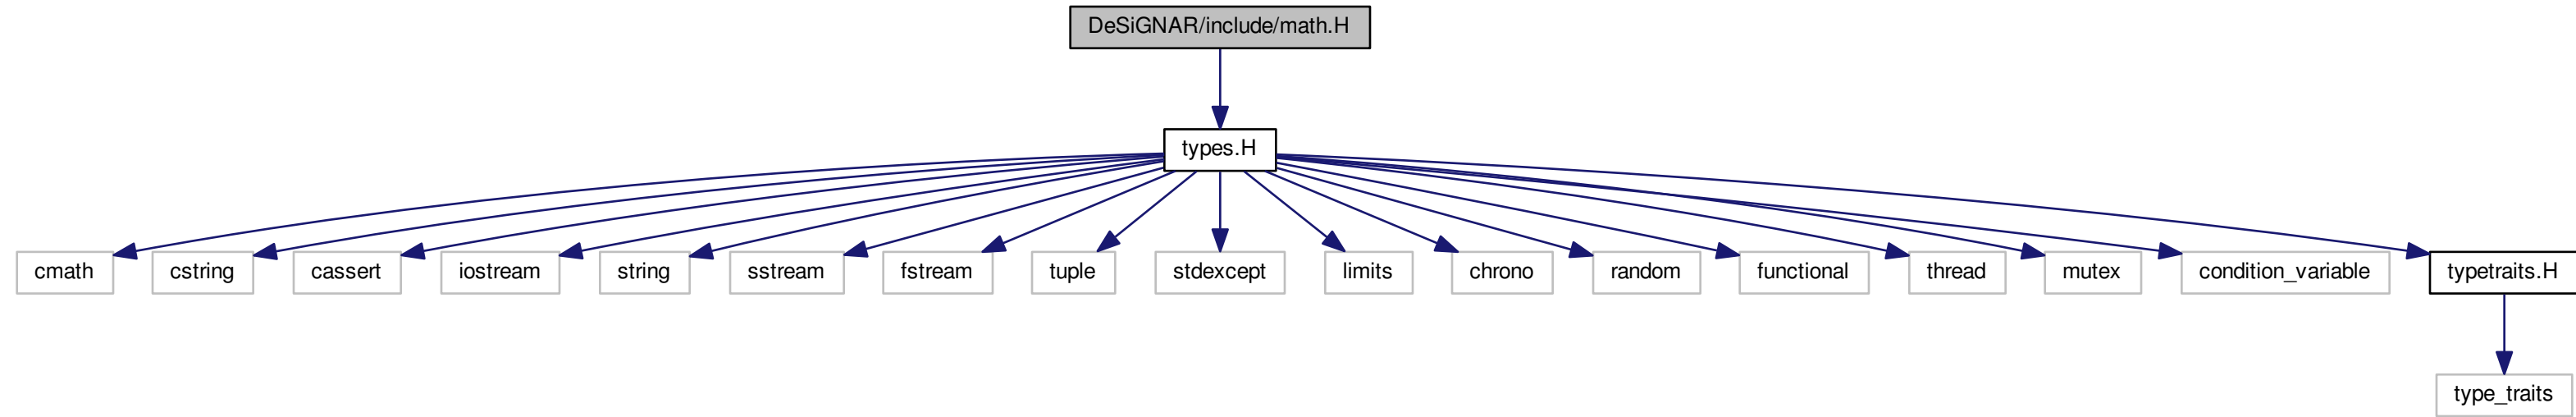 DeSiGNAR/include/math.H
types.H
cmath
cstring
cassert
iostream
string
sstream
fstream
tuple
stdexcept
limits
chrono
random
functional
thread
mutex
condition_variable
typetraits.H
type_traits